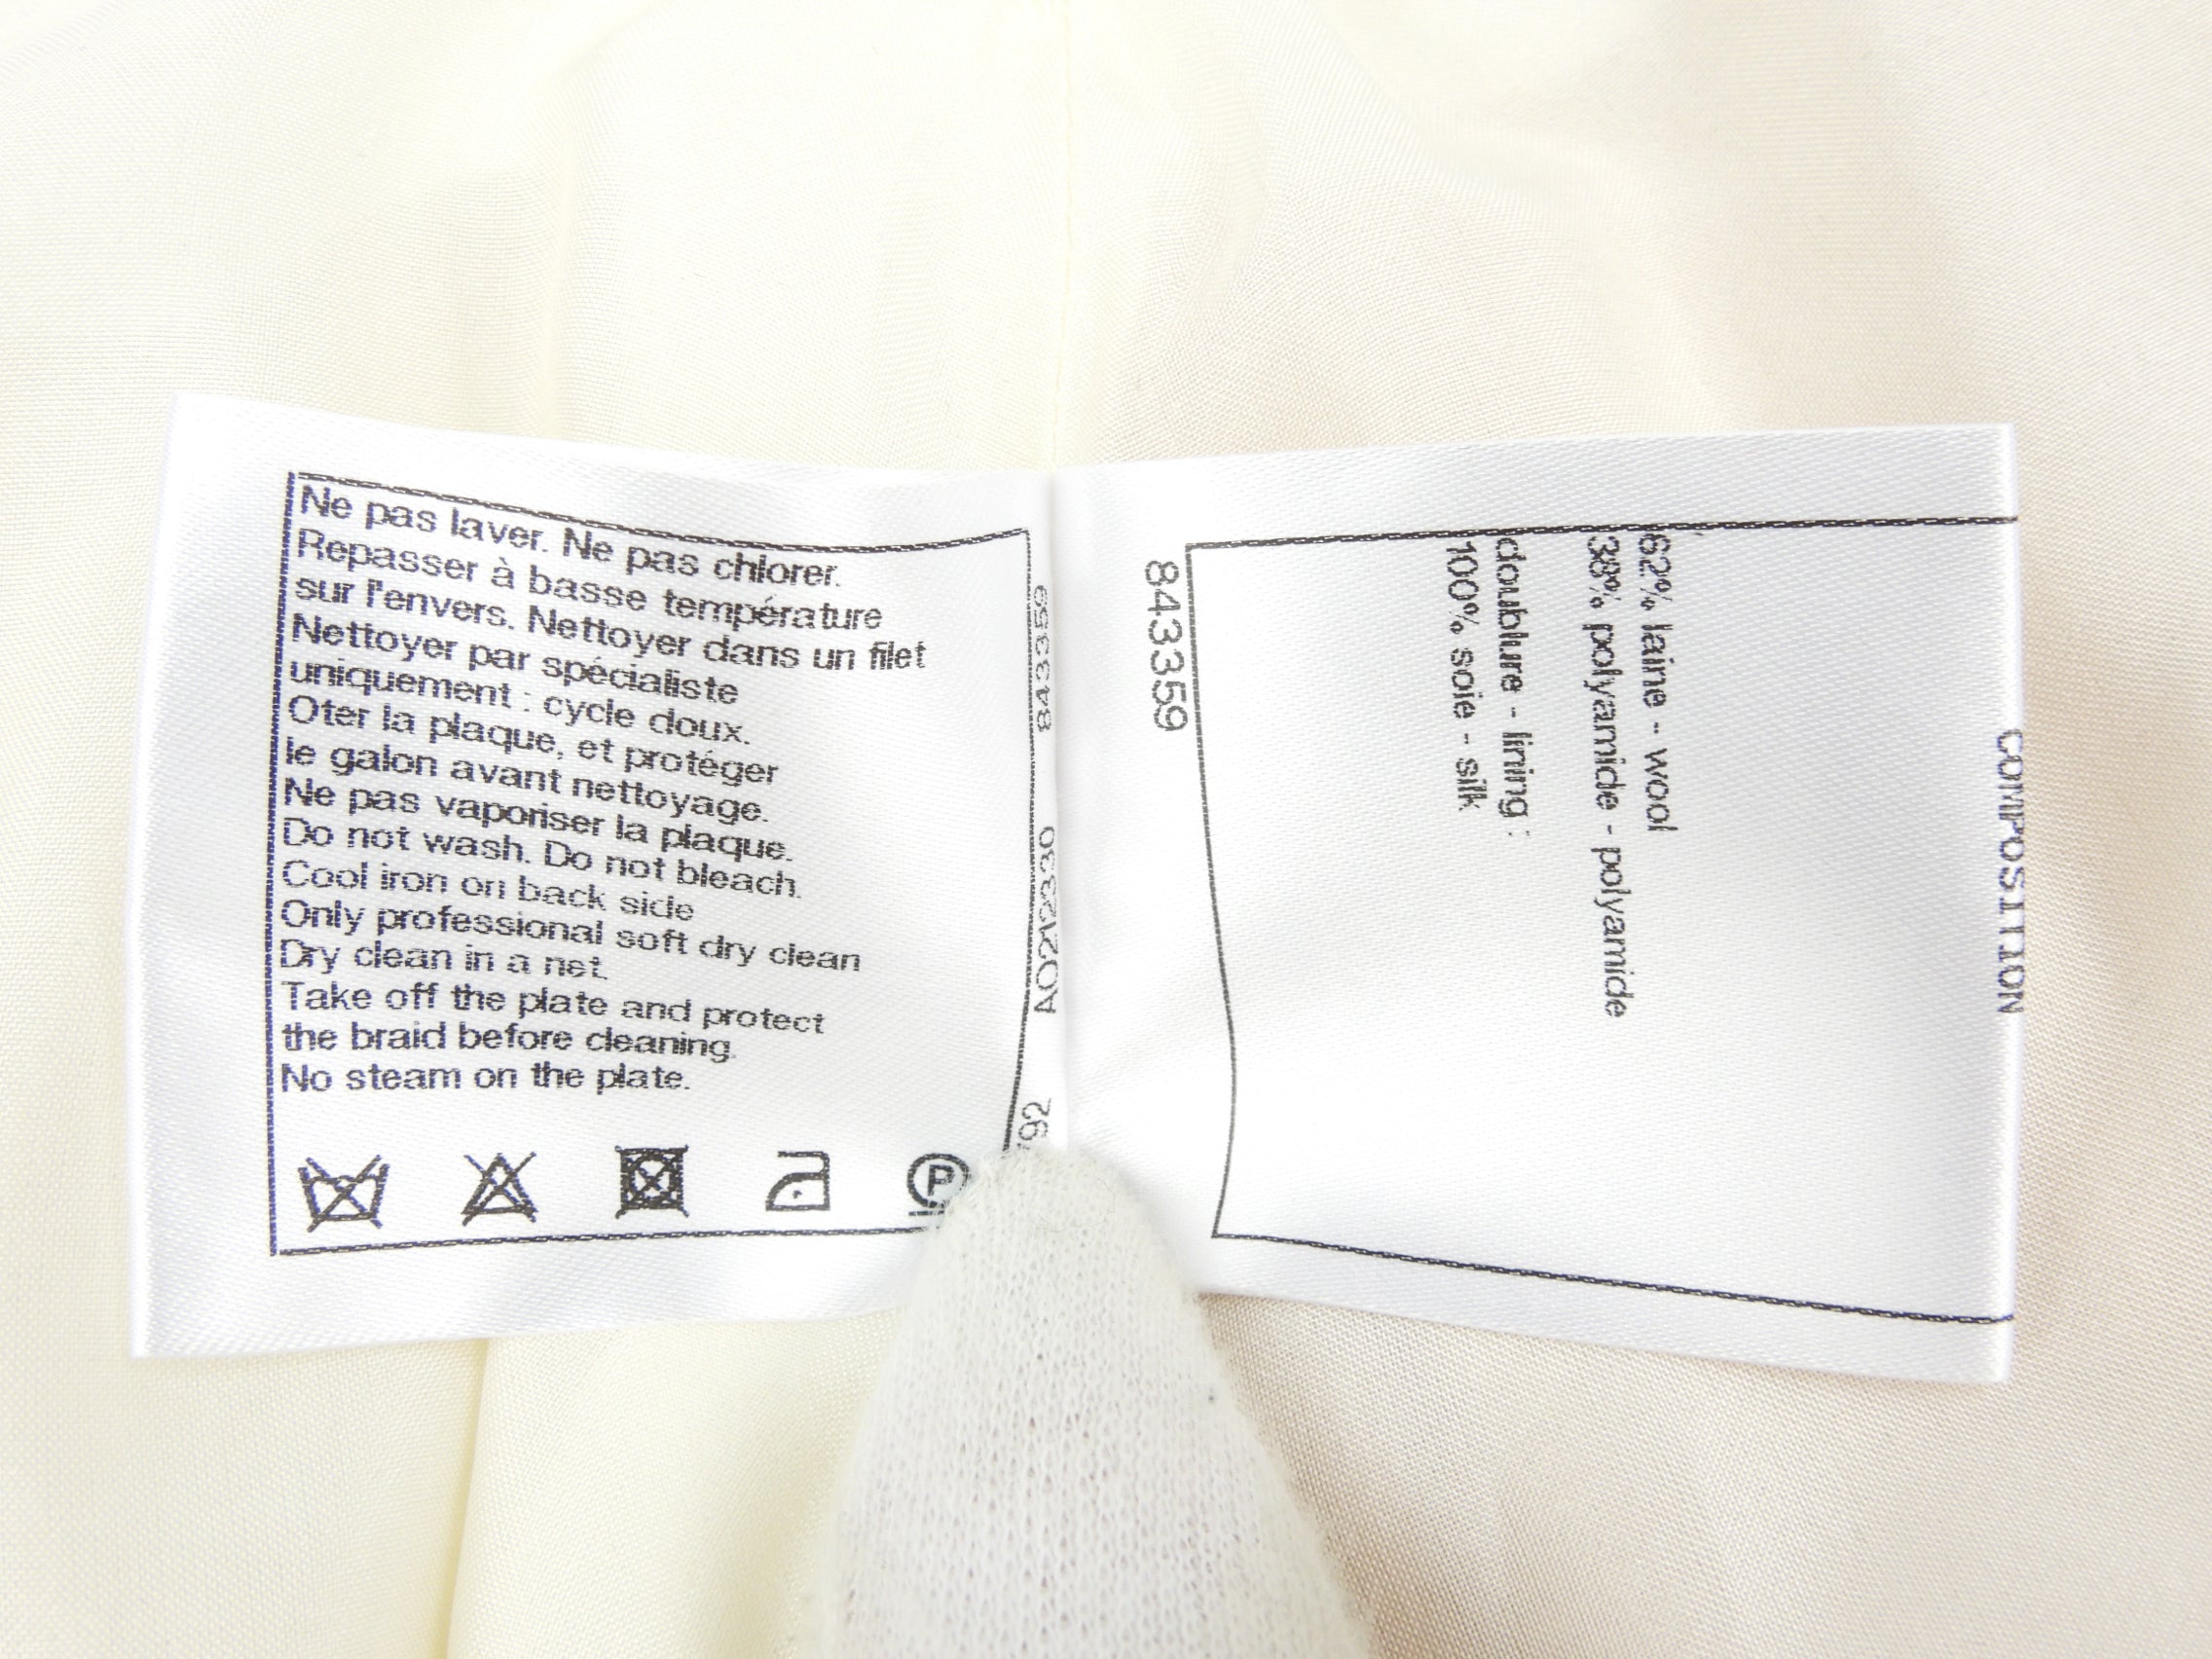 Ne pas laver. Ne pas chlorer.
Repasser à basse température
sur l'envers. Nettoyer dans un filet
Nettoyer par spécialiste
uniquement : cycle doux.
Oter la plaque, et protéger
le galon avant nettoyage.
Ne pas vaporiser la plaque.
Do not wash. Do not bleach.
Cool iron on back side
Only professional soft dry clean
Dry clean in a net.
Take off the plate and protect
the braid before cleaning.
No steam on the plate.
P
843359
843359
COMPOSITION
62% laine - wool
38% polyamide - polyamide
doublure - lining :
100% soie - silk